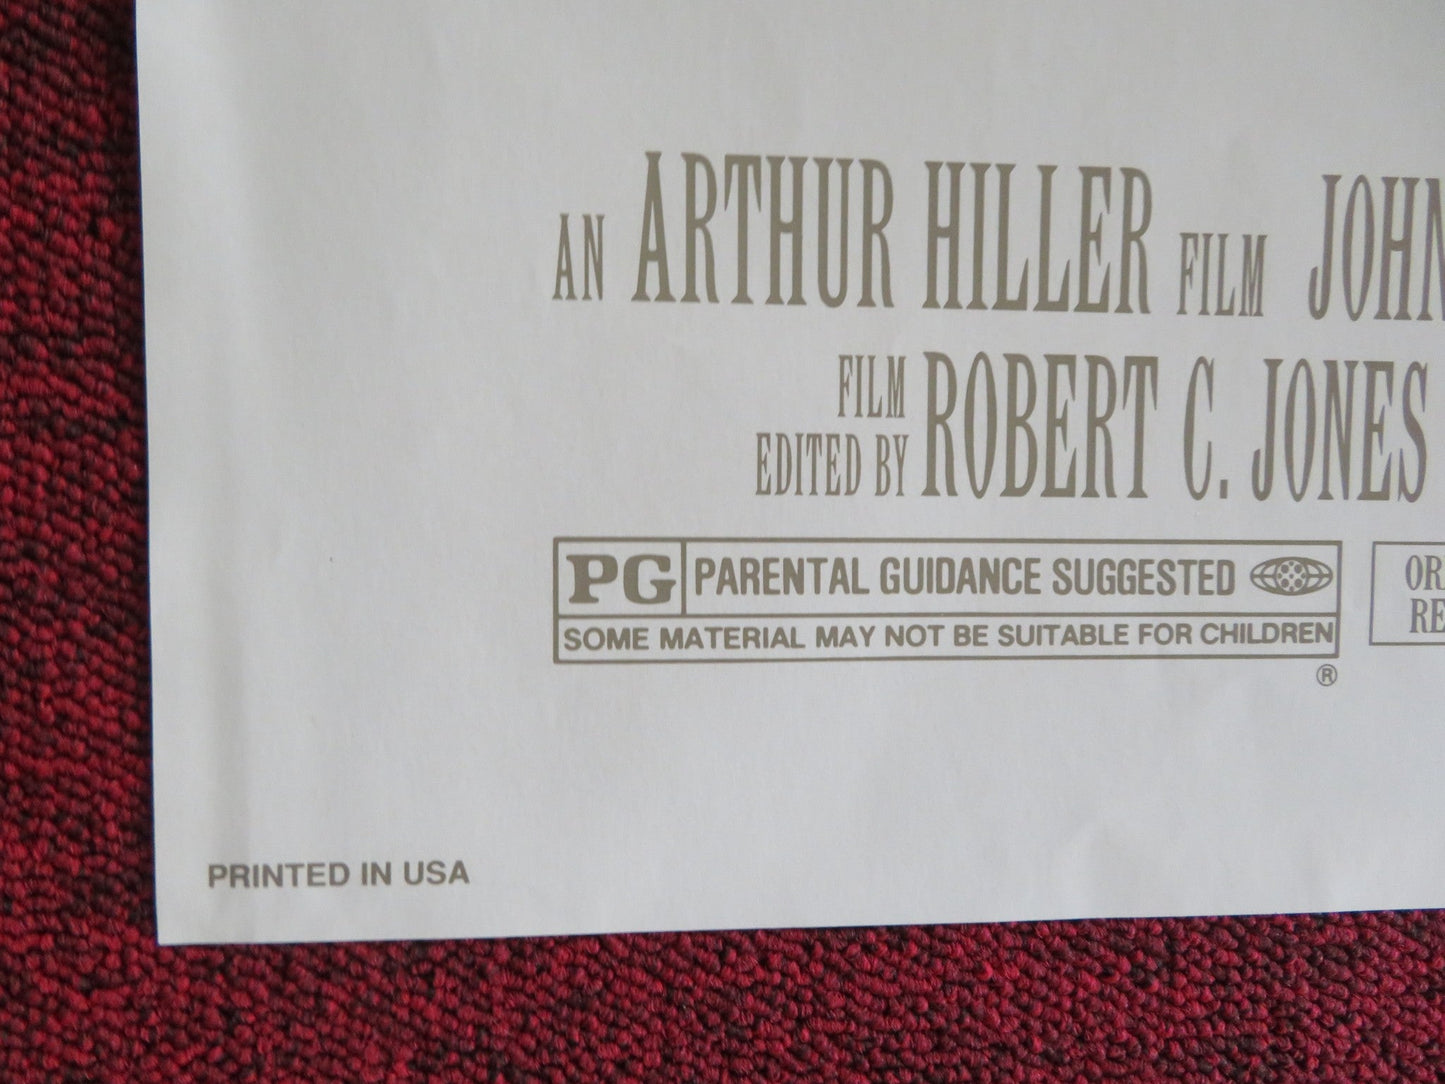 AN ARTHUR HILLER FILM JOHN
FILM
EDITED BY ROBERT C. JONES
PG PARENTAL GUIDANCE SUGGESTED
SOME MATERIAL MAY NOT BE SUITABLE FOR CHILDREN
®
PRINTED IN USA